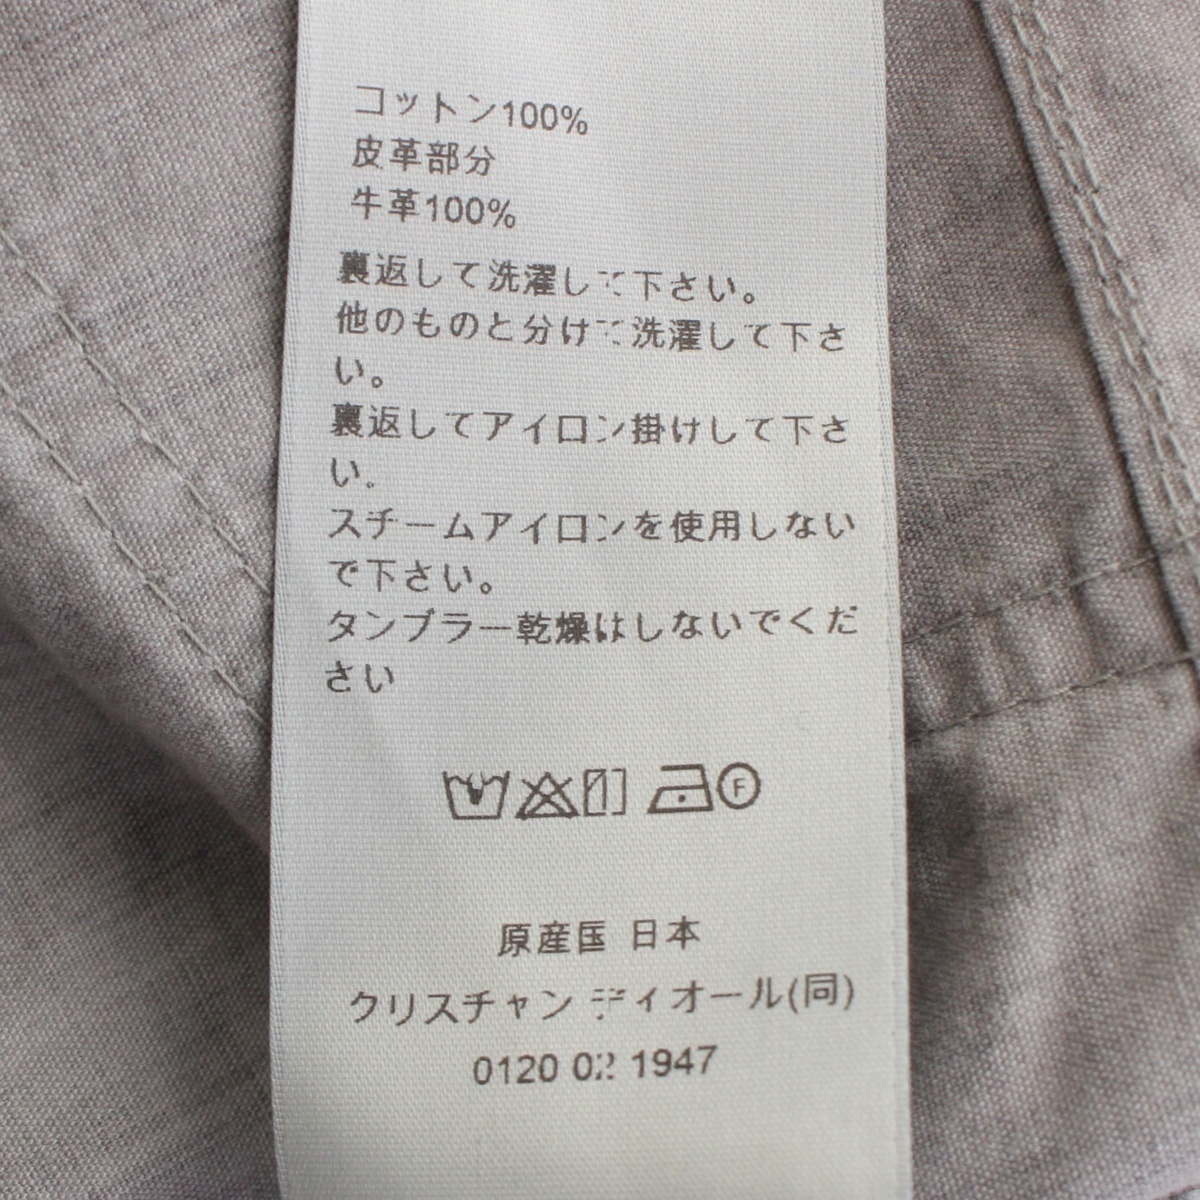 コットン100%
皮革部分
牛革100%
裏返して洗濯して下さい。
他のものと分けて洗濯して下さ
い。
裏返してアイロン掛けして下さ
い。
スチームアイロンを使用しない
で下さい。
タンブラー乾燥はしないでくだ
さい
F
原産国 日本
クリスチャン ディオール(同)
0120 02 1947